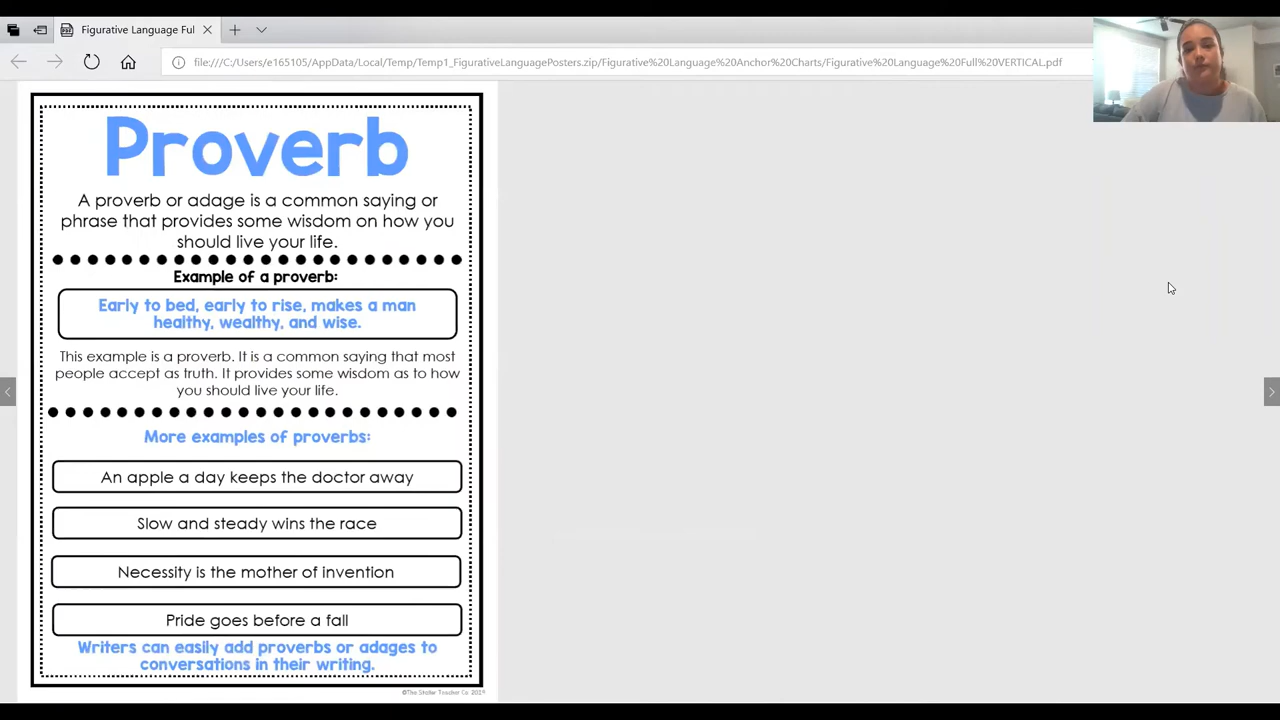 Figurative Language Ful
file:///C:/Users/e165105/AppData/Local/Temp/Temp1_FigurativeLanguagePosters.zip/Figurative%20Language%20Anchor%20Charts/Figurative%20Language%20Full%20VERTICAL.pdf
Proverb
A proverb or adage is a common saying or
phrase that provides some wisdom on how you
should live your life.
Example of a proverb:
Early to bed, early to rise, makes a man
healthy, wealthy, and wise.
This example is a proverb. It is a common saying that most
people accept as truth. It provides some wisdom as to how
you should live your life.
More examples of proverbs:
An apple a day keeps the doctor away
Slow and steady wins the race
Necessity is the mother of invention
Pride goes before a fall
Writers can easily add proverbs or adages to
conversations in their writing.
©The Stellar Teacher Co. 2019